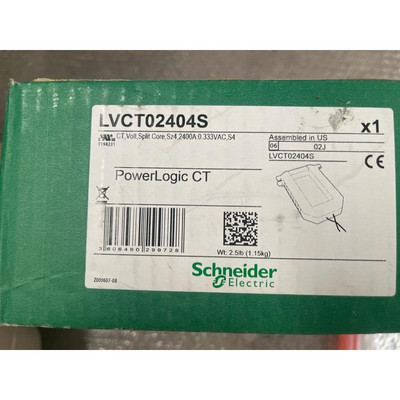 LVCT02404S
x1
CT,Volt,Split Core,Sz4,2400A:0.333VAC,S4
Assembled in US
06 02J
LVCT02404S
CE
PowerLogic CT
Wt: 2.5lb (1.15kg)
Schneider
Electric